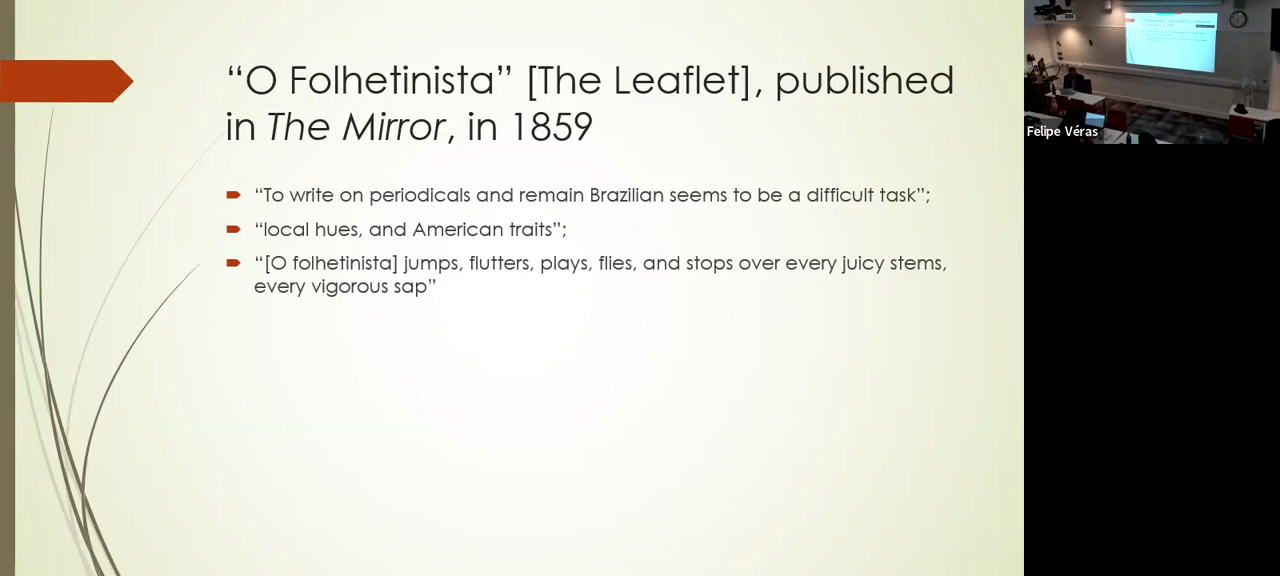 “O Folhetinista” [The Leaflet], published
in The Mirror, in 1859
“To write on periodicals and remain Brazilian seems to be a difficult task”;
“local hues, and American traits”;
“[O folhetinista] jumps, flutters, plays, flies, and stops over every juicy stems,
every vigorous sap”
Felipe Véras